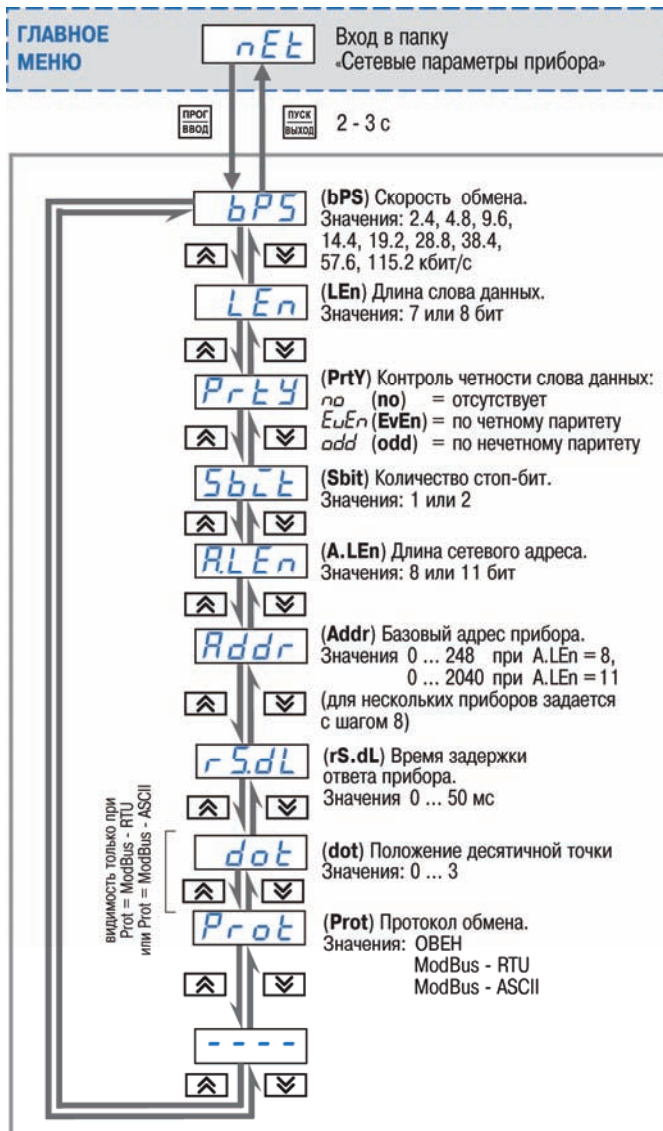 ГЛАВНОЕ
МЕНЮ
nEt
Вход в папку
«Сетевые параметры прибора»
ПРОГ
ВВОД
ПУСК
ВЫХОД
2 - 3 с
bPS
(bPS) Скорость обмена.
Значения: 2.4, 4.8, 9.6,
14.4, 19.2, 28.8, 38.4,
57.6, 115.2 кбит/с
LEn
(LEn) Длина слова данных.
Значения: 7 или 8 бит
PrtY
(PrtY) Контроль четности слова данных:
no (no) = отсутствует
EvEn (EvEn) = по четному паритету
odd (odd) = по нечетному паритету
Sbit
(Sbit) Количество стоп-бит.
Значения: 1 или 2
A.LEn
(A.LEn) Длина сетевого адреса.
Значения: 8 или 11 бит
Addr
(Addr) Базовый адрес прибора.
Значения 0 ... 248 при A.LEn = 8,
0 ... 2040 при A.LEn = 11
(для нескольких приборов задается
с шагом 8)
rS.dL
(rS.dL) Время задержки
ответа прибора.
Значения 0 ... 50 мс
видимость только при
Prot = ModBus - RTU
или Prot = ModBus - ASCII
dot
(dot) Положение десятичной точки
Значения: 0 ... 3
Prot
(Prot) Протокол обмена.
Значения: ОВЕН
ModBus - RTU
ModBus - ASCII
- - - -